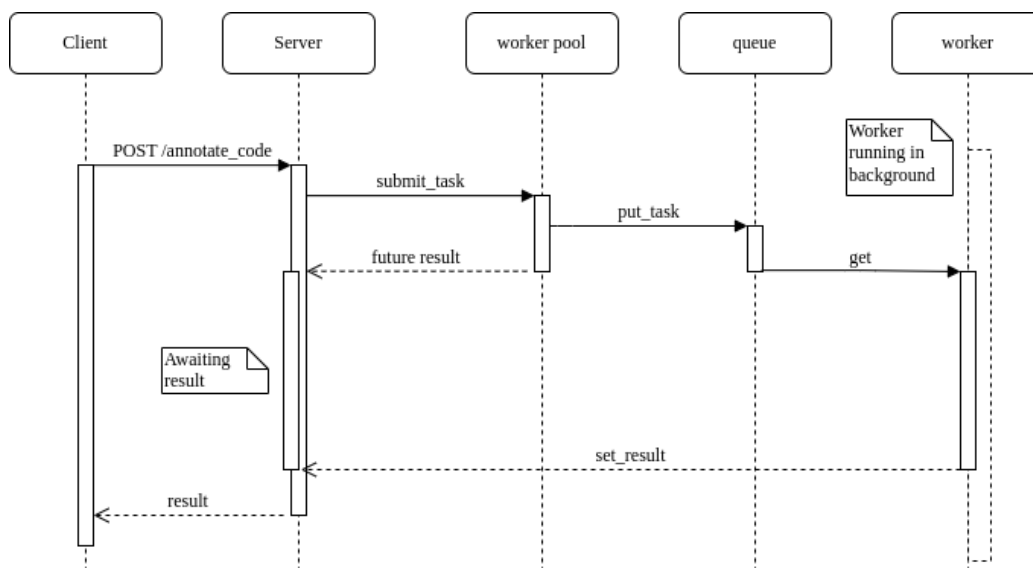 Client
Server
worker pool
queue
worker
Worker
running in
background
POST /annotate_code
submit_task
put_task
future result
get
Awaiting
result
set_result
result